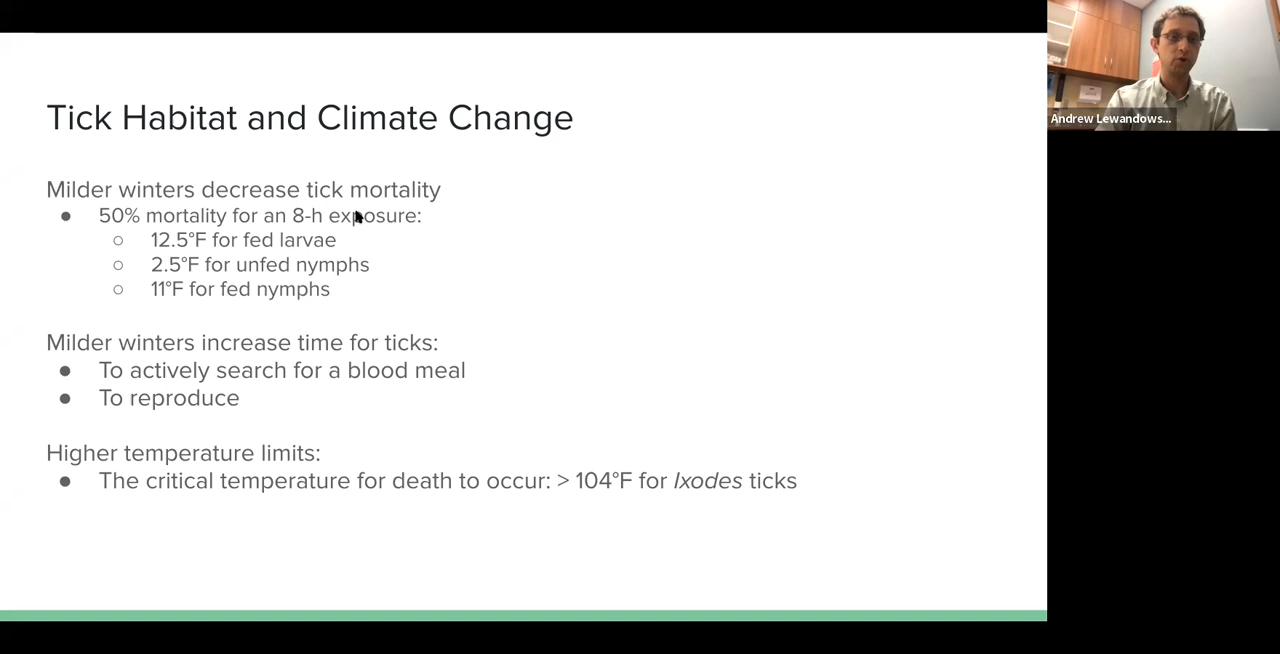 Tick Habitat and Climate Change
Milder winters decrease tick mortality
● 50% mortality for an 8-h exposure:
○ 12.5°F for fed larvae
○ 2.5°F for unfed nymphs
○ 11°F for fed nymphs
Milder winters increase time for ticks:
● To actively search for a blood meal
● To reproduce
Higher temperature limits:
● The critical temperature for death to occur: > 104°F for Ixodes ticks
Andrew Lewandows...